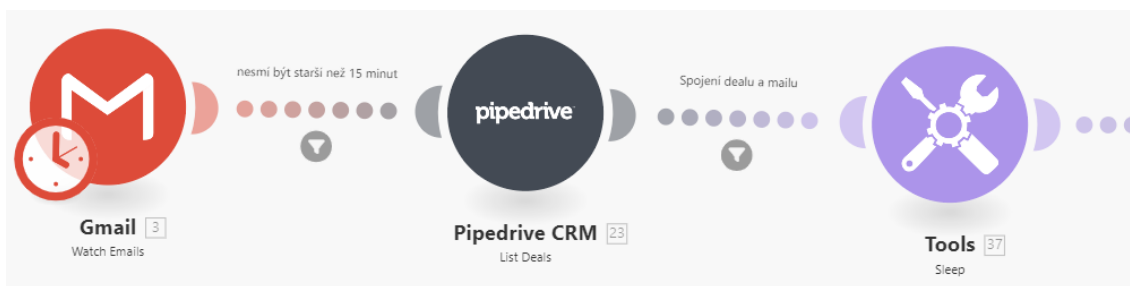 nesmí být starší než 15 minut
Spojení dealu a mailu
pipedrive
Gmail 3
Watch Emails
Pipedrive CRM 23
List Deals
Tools 37
Sleep